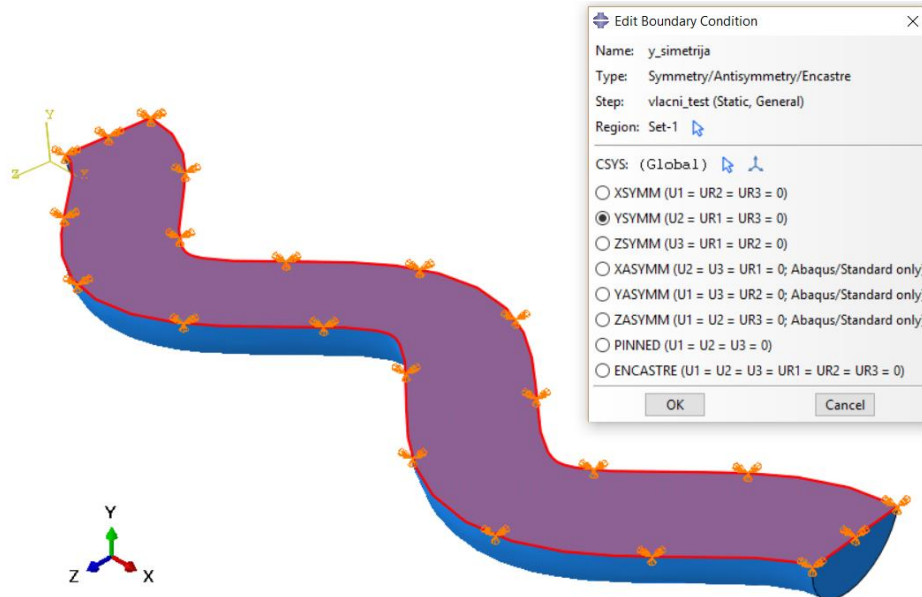 Edit Boundary Condition
Name: y_simetrija
Type: Symmetry/Antisymmetry/Encastre
Step: vlacni_test (Static, General)
Region: Set-1
CSYS: (Global)
XSYMM (U1 = UR2 = UR3 = 0)
YSYMM (U2 = UR1 = UR3 = 0)
ZSYMM (U3 = UR1 = UR2 = 0)
XASYMM (U2 = U3 = UR1 = 0; Abaqus/Standard only)
YASYMM (U1 = U3 = UR2 = 0; Abaqus/Standard only)
ZASYMM (U1 = U2 = UR3 = 0; Abaqus/Standard only)
PINNED (U1 = U2 = U3 = 0)
ENCASTRE (U1 = U2 = U3 = UR1 = UR2 = UR3 = 0)
OK Cancel
Y
Z X
Y
Z X